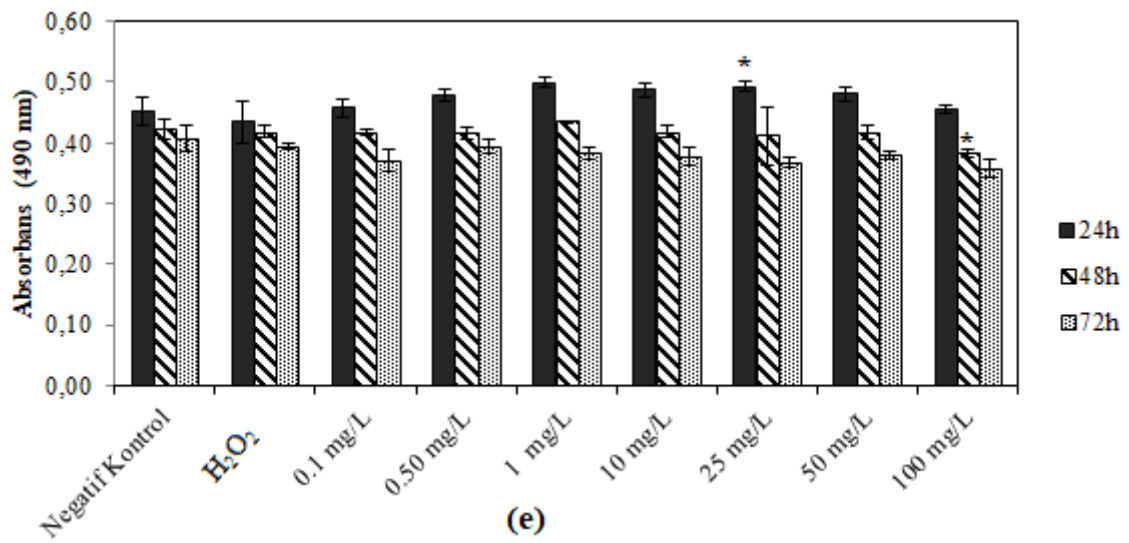 0,60
0,50
0,40
0,30
0,20
0,10
0,00
Absorbans (490 nm)
*
*
24h
48h
72h
Negatif Kontrol
H₂O₂
0.1 mg/L
0.50 mg/L
1 mg/L
10 mg/L
25 mg/L
50 mg/L
100 mg/L
(e)